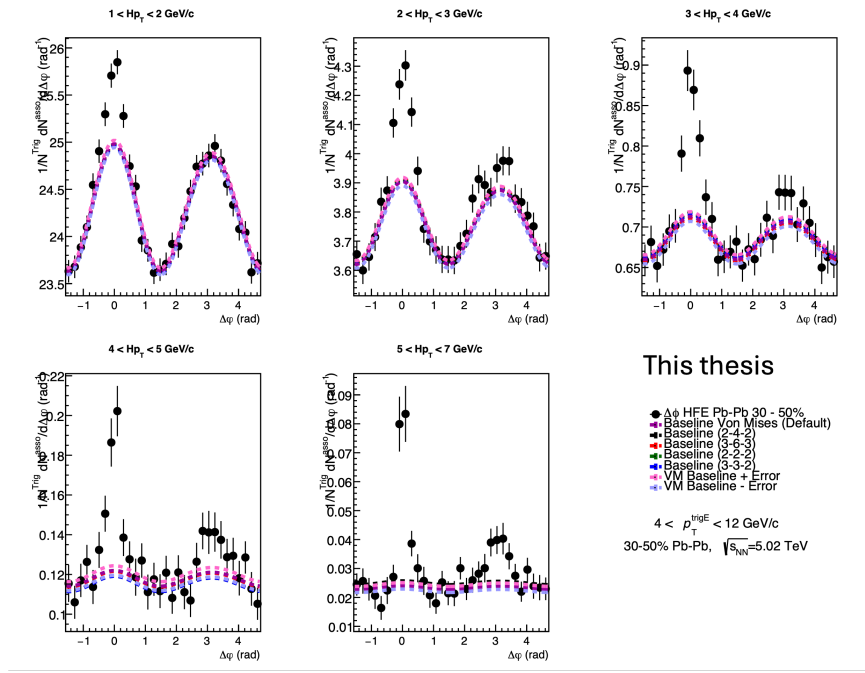 1 < Hp_T < 2 GeV/c
2 < Hp_T < 3 GeV/c
3 < Hp_T < 4 GeV/c
1/N^Trig dN^asso/dΔφ (rad^-1)
26
25.5
25
24.5
24
23.5
−1 0 1 2 3 4
Δφ (rad)
1/N^Trig dN^asso/dΔφ (rad^-1)
4.3
4.2
4.1
4
3.9
3.8
3.7
3.6
−1 0 1 2 3 4
Δφ (rad)
1/N^Trig dN^asso/dΔφ (rad^-1)
0.9
0.85
0.8
0.75
0.7
0.65
−1 0 1 2 3 4
Δφ (rad)
4 < Hp_T < 5 GeV/c
5 < Hp_T < 7 GeV/c
1/N^Trig dN^asso/dΔφ (rad^-1)
0.22
0.2
0.18
0.16
0.14
0.12
0.1
−1 0 1 2 3 4
Δφ (rad)
1/N^Trig dN^asso/dΔφ (rad^-1)
0.09
0.08
0.07
0.06
0.05
0.04
0.03
0.02
0.01
−1 0 1 2 3 4
Δφ (rad)
This thesis
Δϕ HFE Pb-Pb 30 - 50%
Baseline Von Mises (Default)
Baseline (2-4-2)
Baseline (3-6-3)
Baseline (2-2-2)
Baseline (3-3-2)
VM Baseline + Error
VM Baseline - Error
4 < p_T^trigE < 12 GeV/c
30-50% Pb-Pb, √s_NN=5.02 TeV